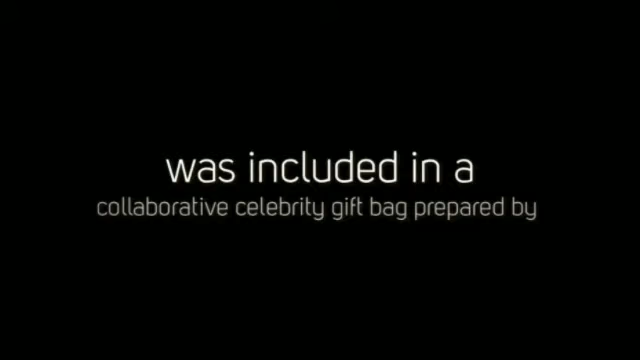 was included in a
collaborative celebrity gift bag prepared by